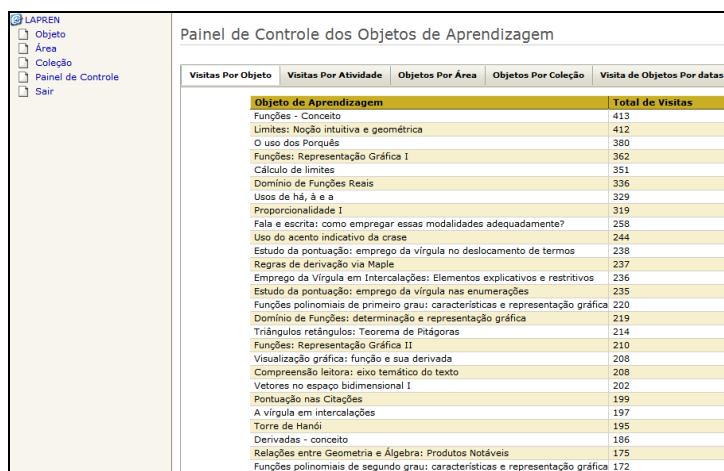 LAPREN
Objeto
Área
Coleção
Painel de Controle
Sair
Painel de Controle dos Objetos de Aprendizagem
Visitas Por Objeto Visitas Por Atividade Objetos Por Área Objetos Por Coleção Visita de Objetos Por datas
Objeto de Aprendizagem Total de Visitas
Funções - Conceito 413
Limites: Noção intuitiva e geométrica 412
O uso dos Porquês 380
Funções: Representação Gráfica I 362
Cálculo de limites 351
Domínio de Funções Reais 336
Usos de há, à e a 329
Proporcionalidade I 319
Fala e escrita: como empregar essas modalidades adequadamente? 258
Uso do acento indicativo da crase 244
Estudo da pontuação: emprego da vírgula no deslocamento de termos 238
Regras de derivação via Maple 237
Emprego da Vírgula em Intercalações: Elementos explicativos e restritivos 236
Estudo da pontuação: emprego da vírgula nas enumerações 235
Funções polinomiais de primeiro grau: características e representação gráfica 220
Domínio de Funções: determinação e representação gráfica 219
Triângulos retângulos: Teorema de Pitágoras 214
Funções: Representação Gráfica II 210
Visualização gráfica: função e sua derivada 208
Compreensão leitora: eixo temático do texto 208
Vetores no espaço bidimensional I 202
Pontuação nas Citações 199
A vírgula em intercalações 197
Torre de Hanói 195
Derivadas - conceito 186
Relações entre Geometria e Álgebra: Produtos Notáveis 175
Funções polinomiais de segundo grau: características e representação gráfica 172